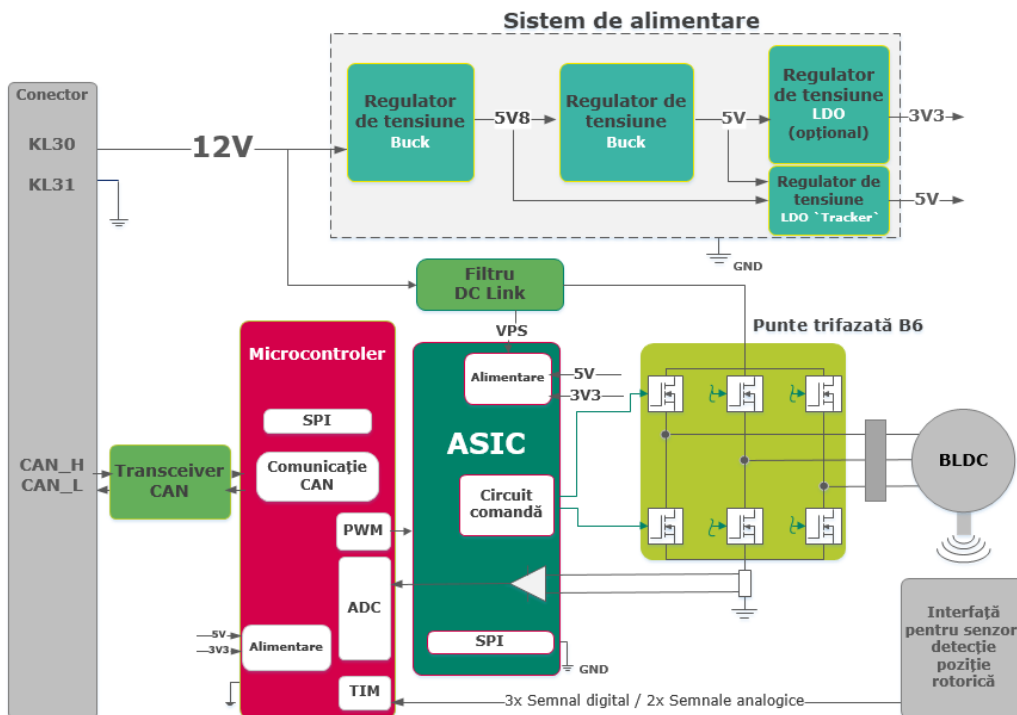 Sistem de alimentare
Conector
KL30
KL31
12V
Regulator
de tensiune
Buck
5V8
Regulator de
tensiune
Buck
5V
Regulator
de tensiune
LDO
(opțional)
3V3
Regulator de
tensiune
LDO `Tracker`
5V
GND
Filtru
DC Link
VPS
Punte trifazată B6
Microcontroler
SPI
Comunicație
CAN
PWM
ADC
Alimentare
5V
3V3
TIM
CAN_H
CAN_L
Transceiver
CAN
Alimentare
5V
3V3
ASIC
Circuit
comandă
SPI
GND
BLDC
Interfață
pentru senzor
detecție
poziție
rotorică
3x Semnal digital / 2x Semnale analogice